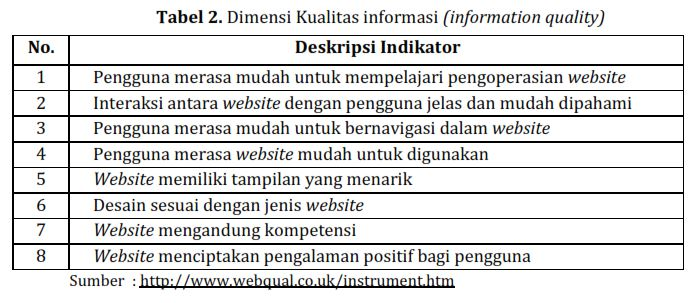 Tabel 2. Dimensi Kualitas informasi (information quality)
No. Deskripsi Indikator
1 Pengguna merasa mudah untuk mempelajari pengoperasian website
2 Interaksi antara website dengan pengguna jelas dan mudah dipahami
3 Pengguna merasa mudah untuk bernavigasi dalam website
4 Pengguna merasa website mudah untuk digunakan
5 Website memiliki tampilan yang menarik
6 Desain sesuai dengan jenis website
7 Website mengandung kompetensi
8 Website menciptakan pengalaman positif bagi pengguna
Sumber : http://www.webqual.co.uk/instrument.htm